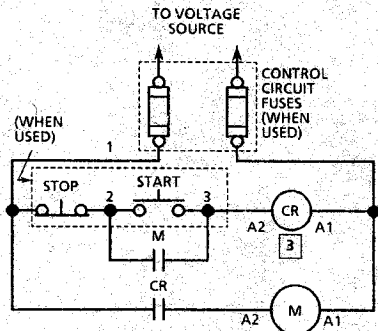 TO VOLTAGE
SOURCE
CONTROL
CIRCUIT
FUSES
(WHEN
USED)
(WHEN
USED)
1
STOP
2
START
3
M
CR
A2
A1
3
CR
A2
M
A1